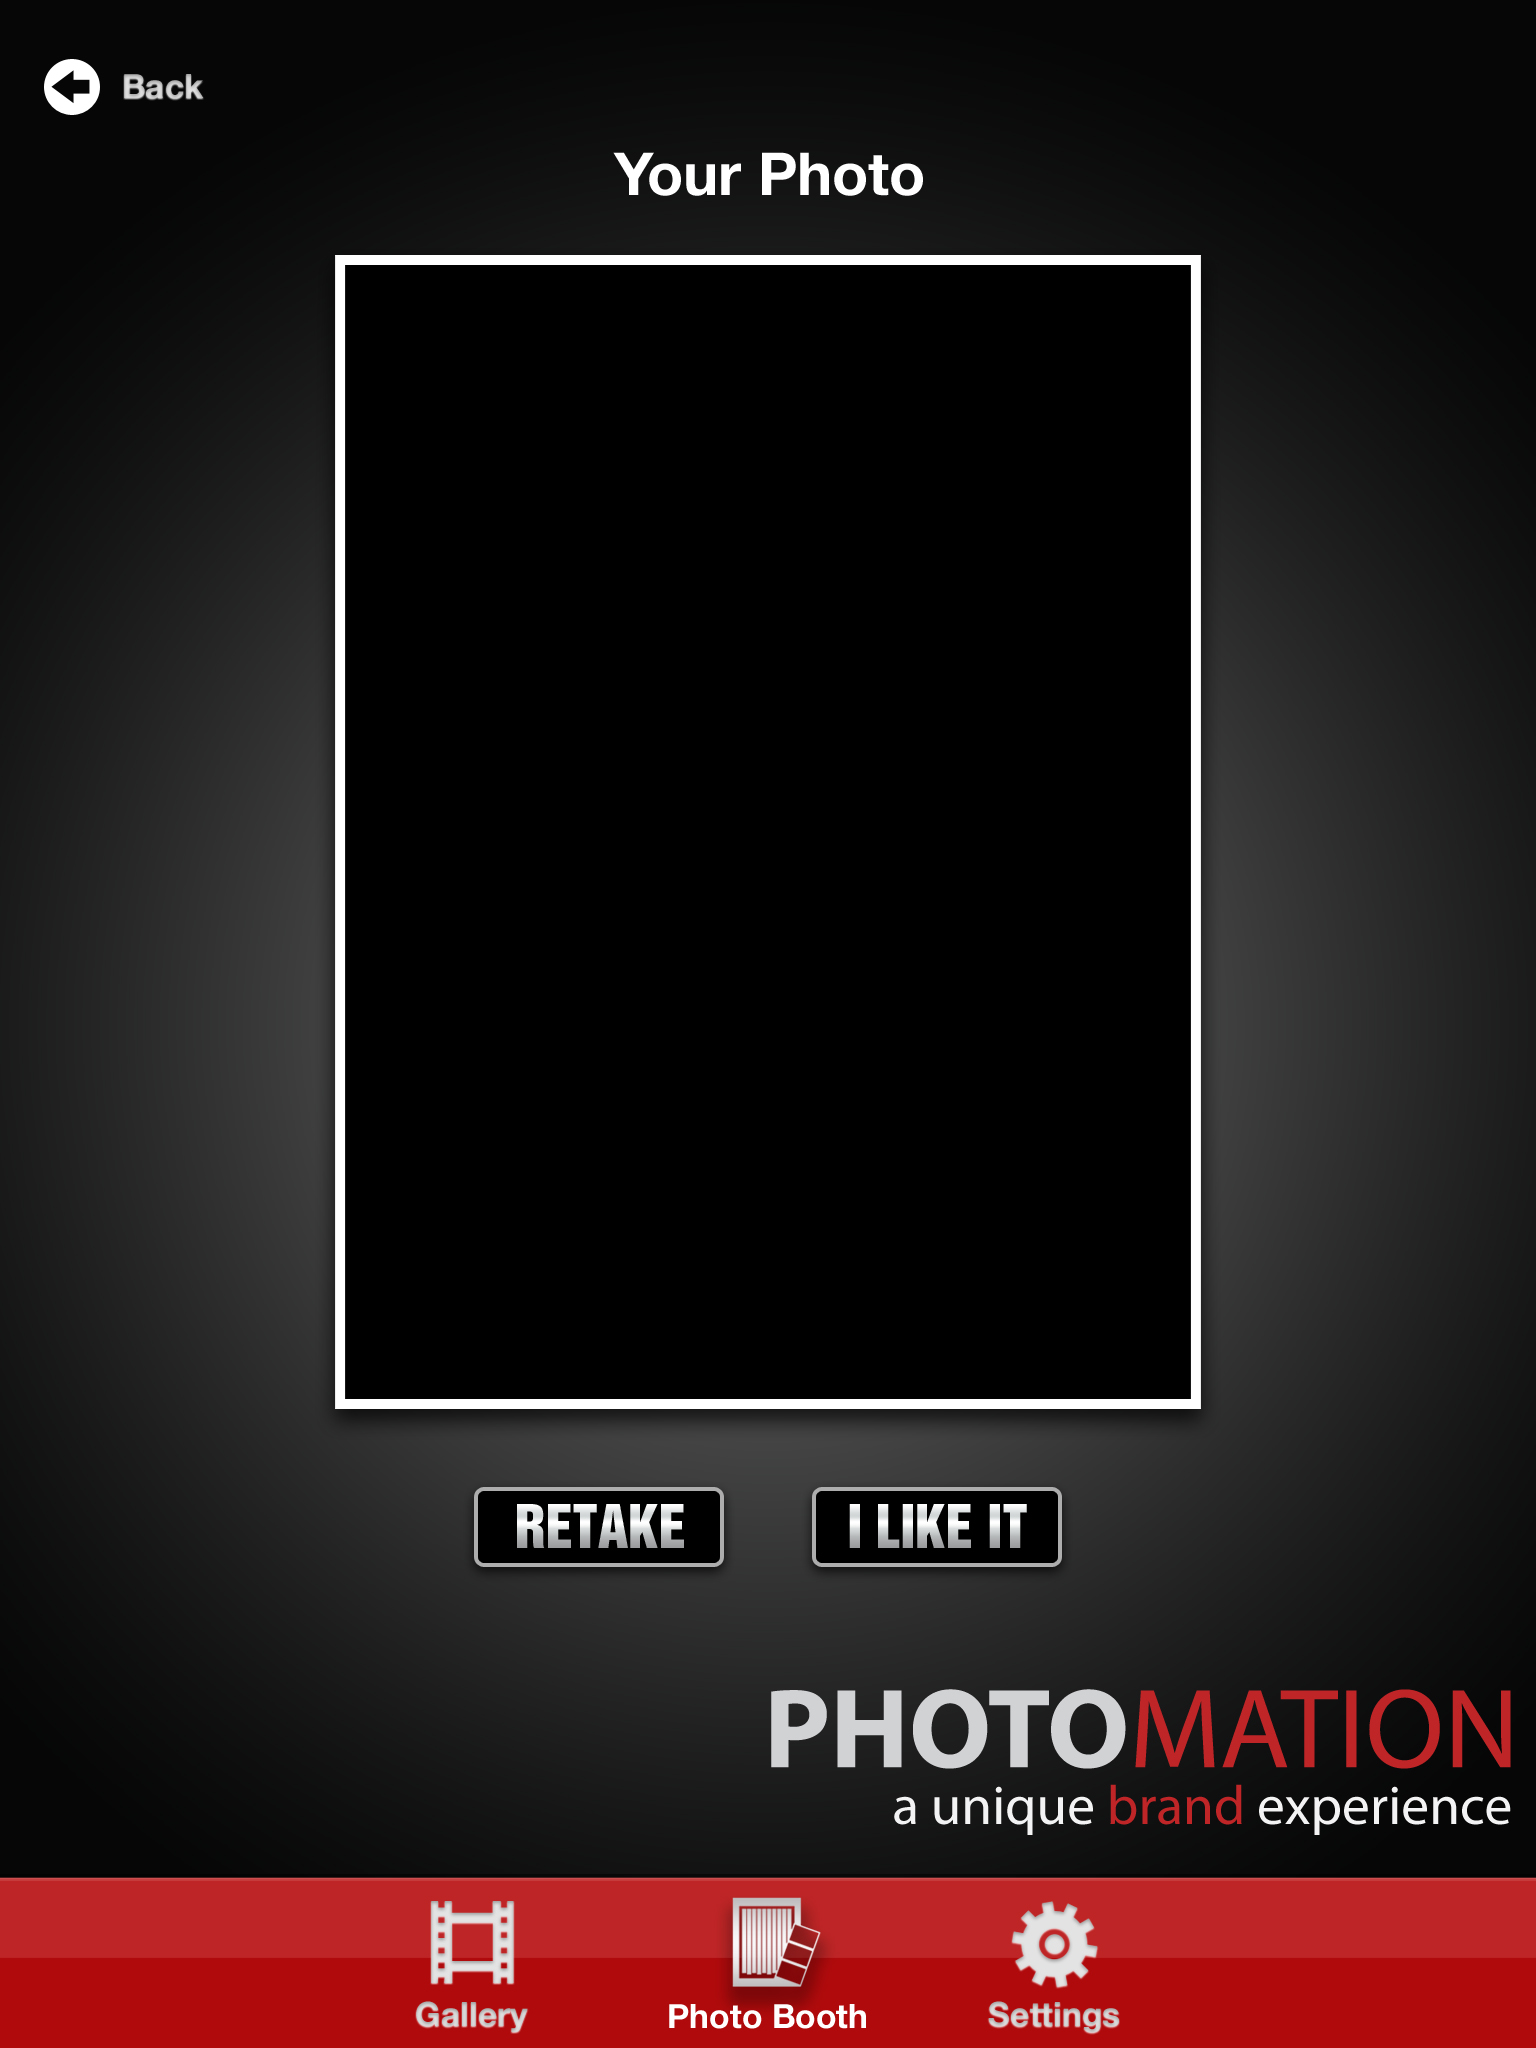 Back
Your Photo
RETAKE
I LIKE IT
PHOTOMATION
a unique brand experience
Gallery
Photo Booth
Settings